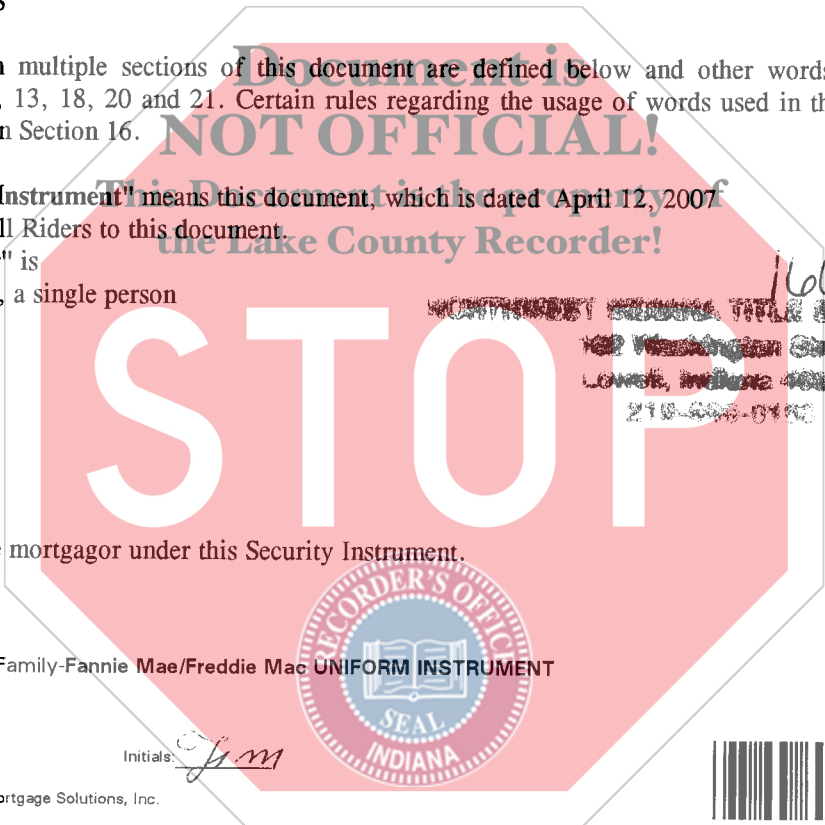 s
n multiple sections of this document are defined below and other words
, 13, 18, 20 and 21. Certain rules regarding the usage of words used in th
n Section 16.
Document is
NOT OFFICIAL!
This Document is the property of
the Lake County Recorder!
Instrument" means this document, which is dated April 12, 2007
ll Riders to this document.
" is
, a single person
STOP
e mortgagor under this Security Instrument.
RECORDER'S OFFICE
SEAL
INDIANA
Family-Fannie Mae/Freddie Mac UNIFORM INSTRUMENT
Initials:
ortgage Solutions, Inc.